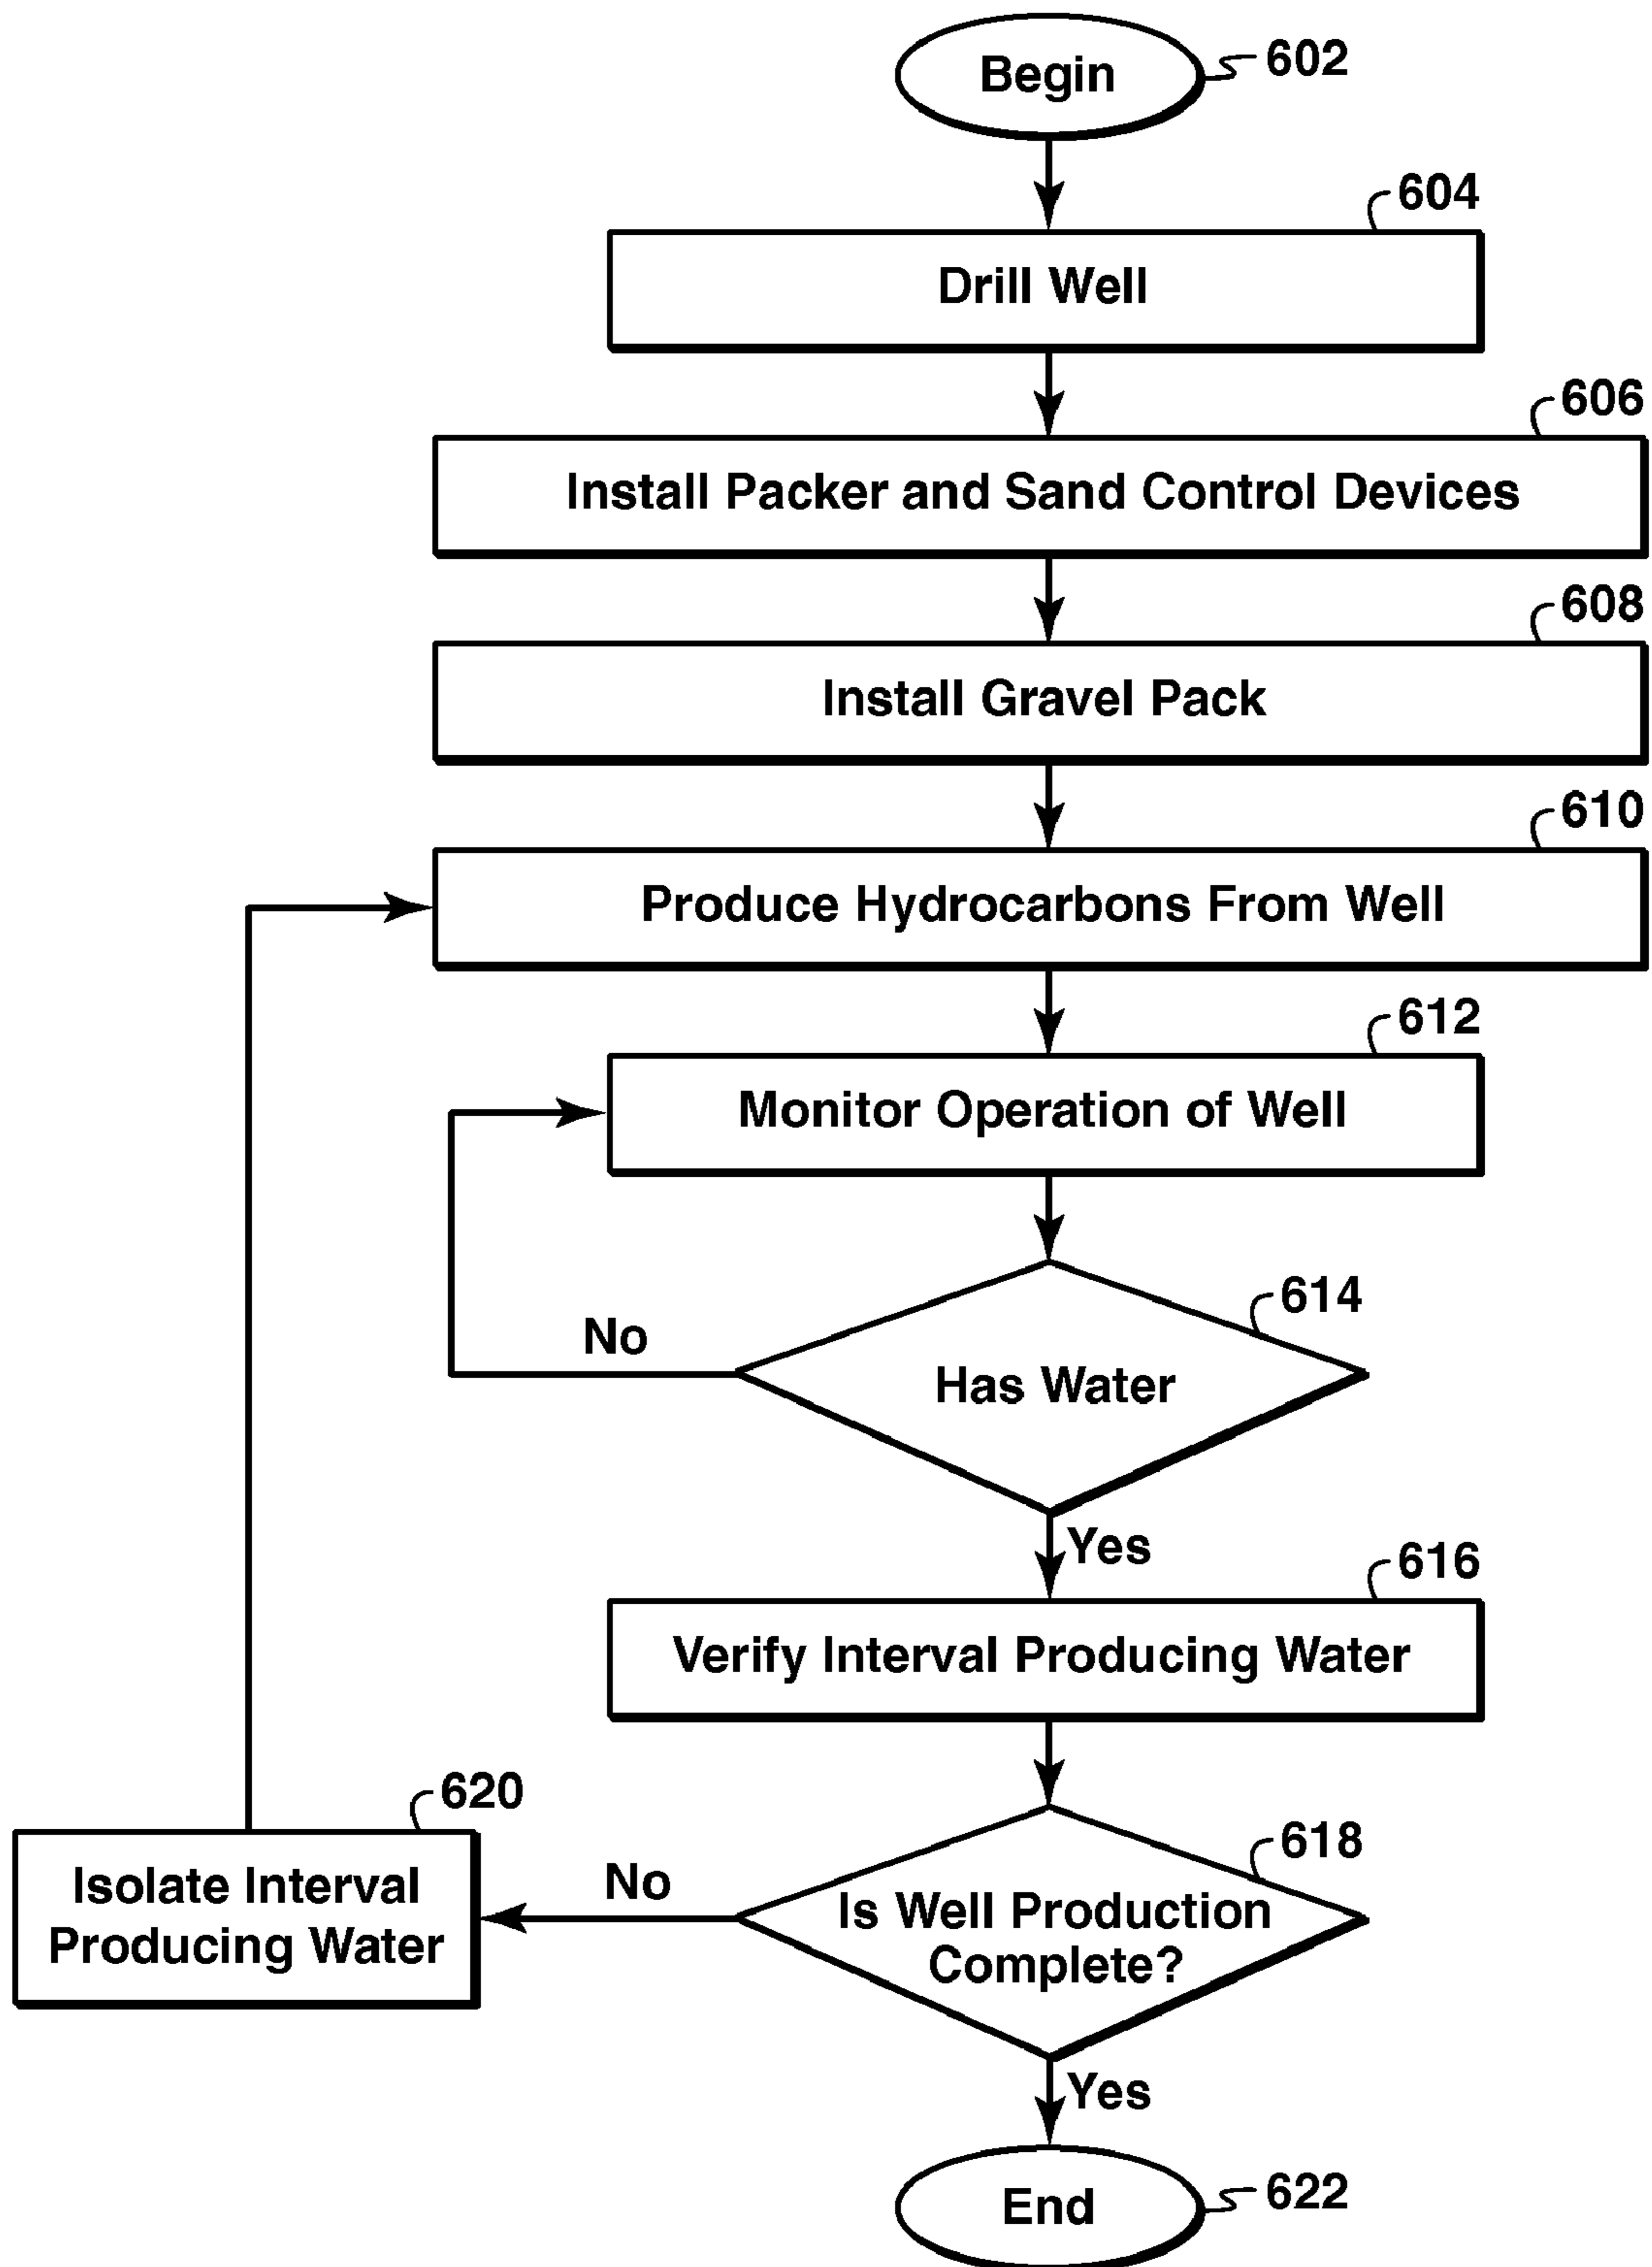 Begin
602
604
Drill Well
606
Install Packer and Sand Control Devices
608
Install Gravel Pack
610
Produce Hydrocarbons From Well
612
Monitor Operation of Well
614
No
Has Water
Yes
616
Verify Interval Producing Water
620
618
Isolate Interval
Producing Water
No
Is Well Production
Complete?
Yes
End
622